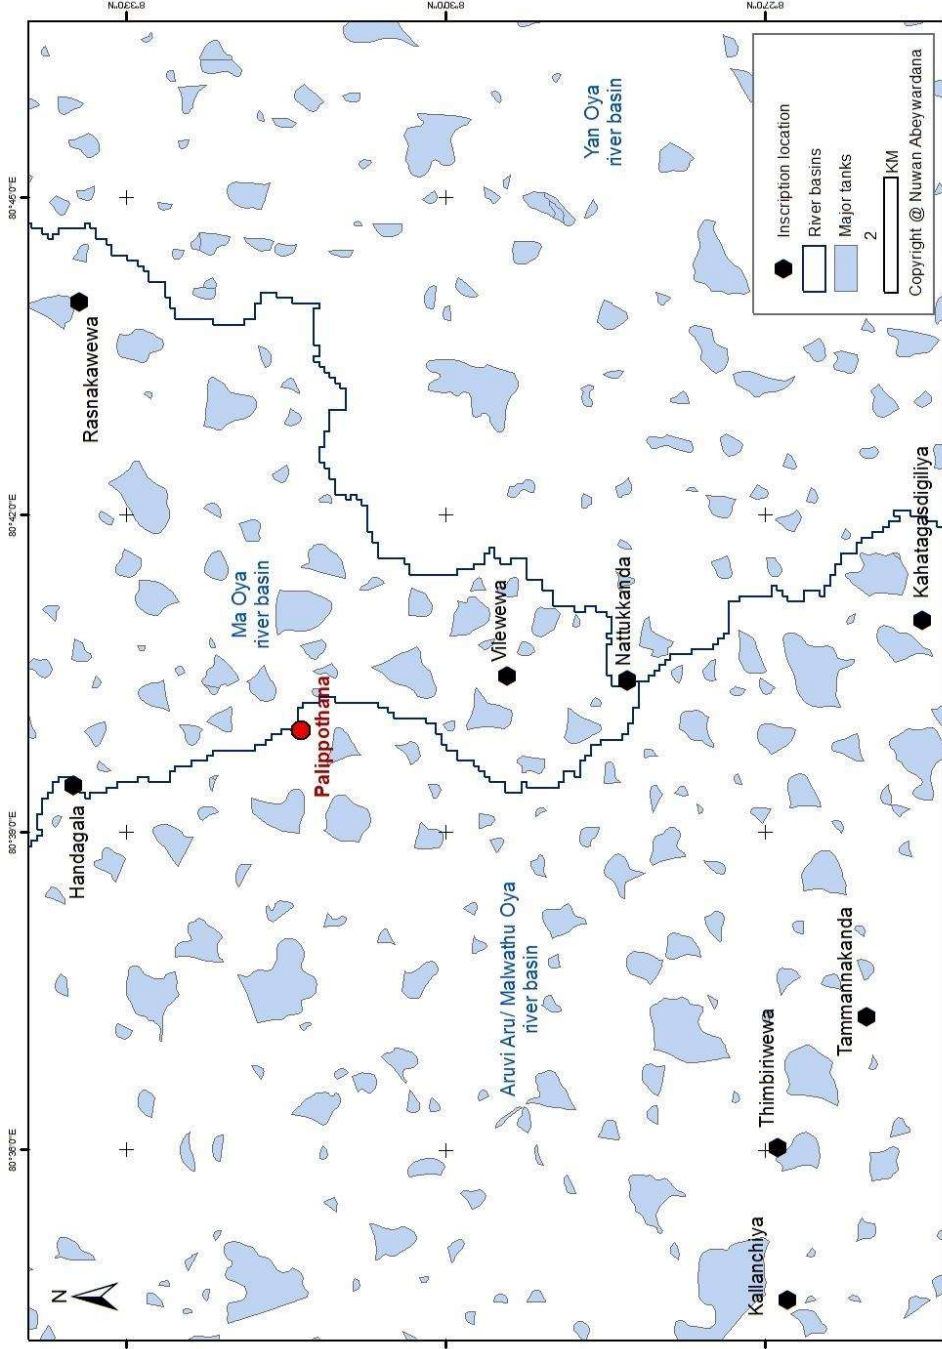 80°36'0"E
80°39'0"E
80°42'0"E
80°45'0"E
N
Handagala
Rasnakawewa
8°33'0"N
Ma Oya
river basin
Palippothana
8°30'0"N
Aruvi Aru/ Malwathu Oya
river basin
Vilewewa
Yan Oya
river basin
Nattukkanda
Kallanchiya
Thimbiriwewa
8°27'0"N
Tammannakanda
Kahatagasdigiliya
Inscription location
River basins
Major tanks
2
KM
Copyright @ Nuwan Abeywardana